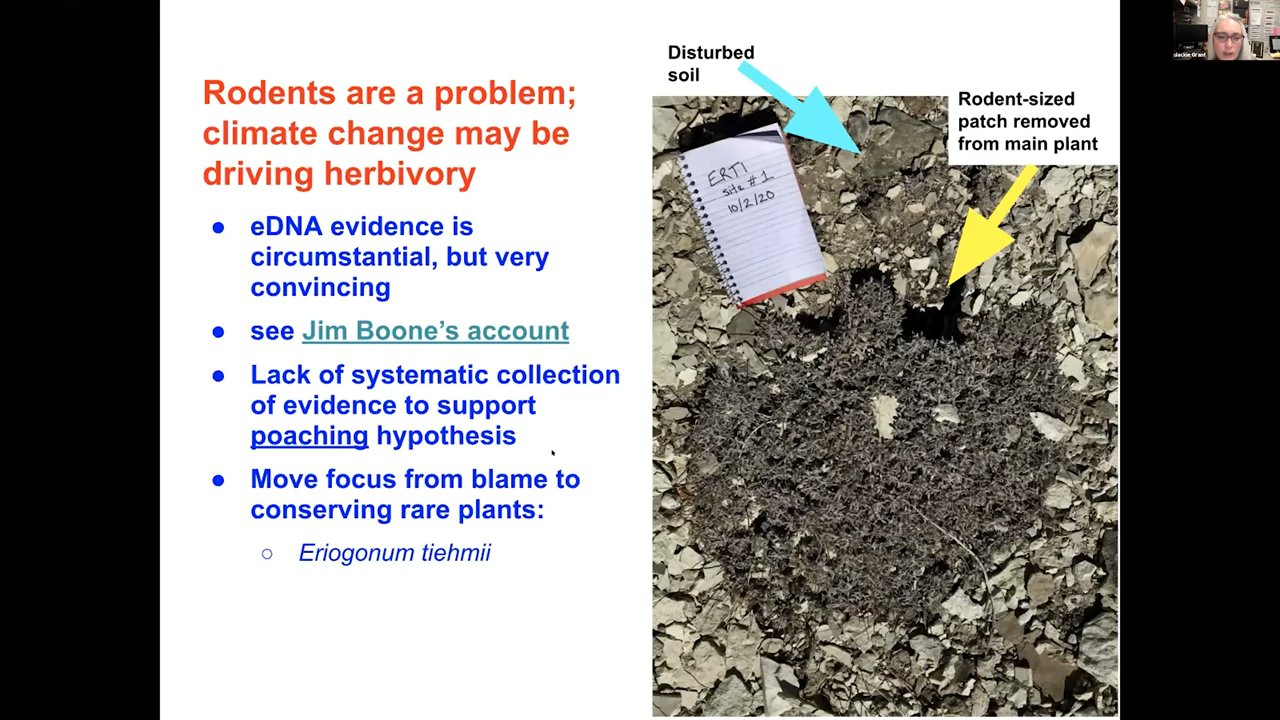 Rodents are a problem;
climate change may be
driving herbivory
● eDNA evidence is
circumstantial, but very
convincing
● see Jim Boone's account
● Lack of systematic collection
of evidence to support
poaching hypothesis
● Move focus from blame to
conserving rare plants:
○ Eriogonum tiehmii
Disturbed
soil
Rodent-sized
patch removed
from main plant
ERTI
site #1
10/2/20
Jackie Grant